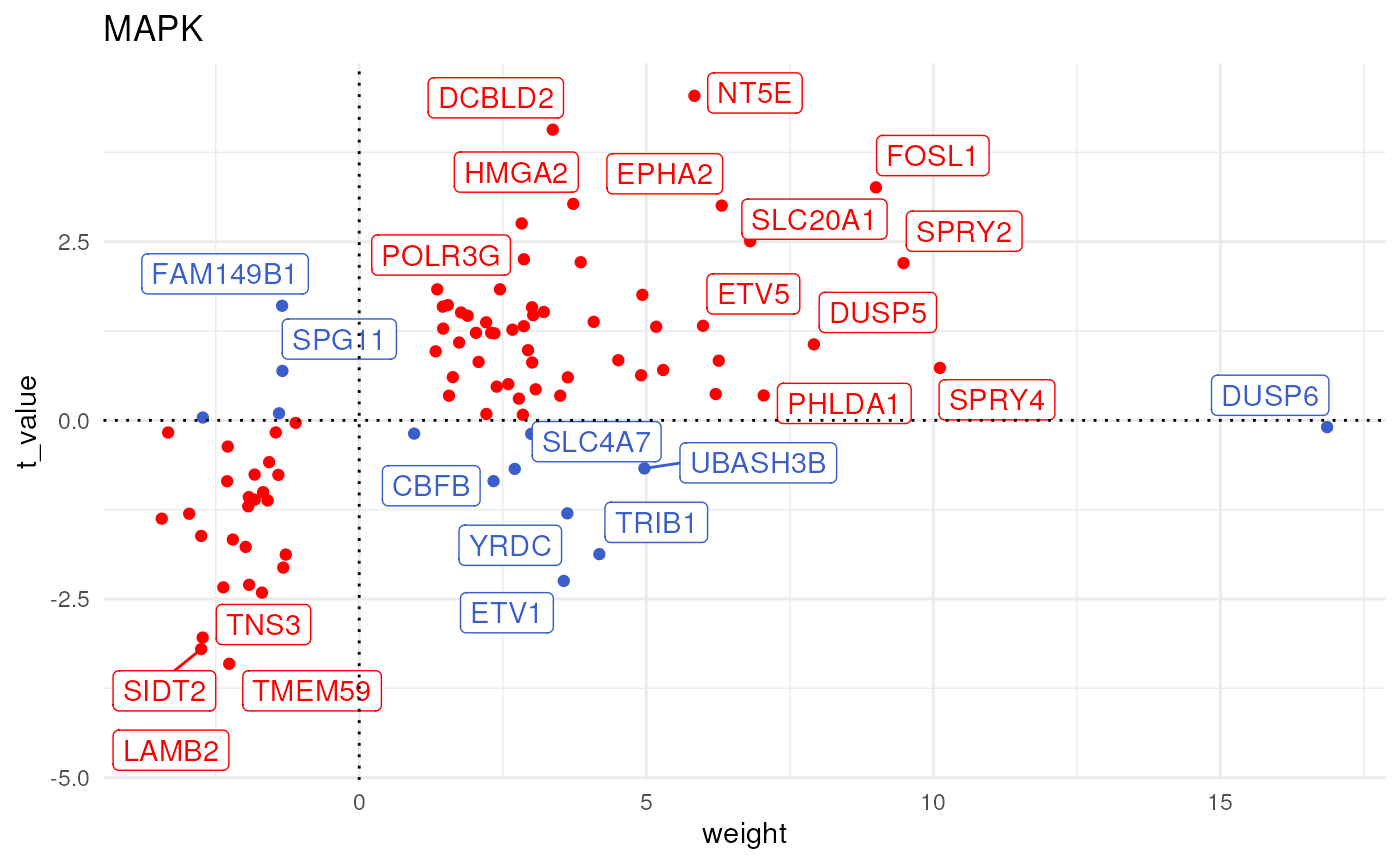 MAPK
DCBLD2
NT5E
FOSL1
HMGA2
EPHA2
SLC20A1
SPRY2
2.5
POLR3G
FAM149B1
ETV5
DUSP5
SPG11
t_value
PHLDA1
SPRY4
DUSP6
0.0
SLC4A7
UBASH3B
CBFB
TRIB1
YRDC
-2.5
ETV1
TNS3
SIDT2
TMEM59
LAMB2
-5.0
0
5
10
15
weight